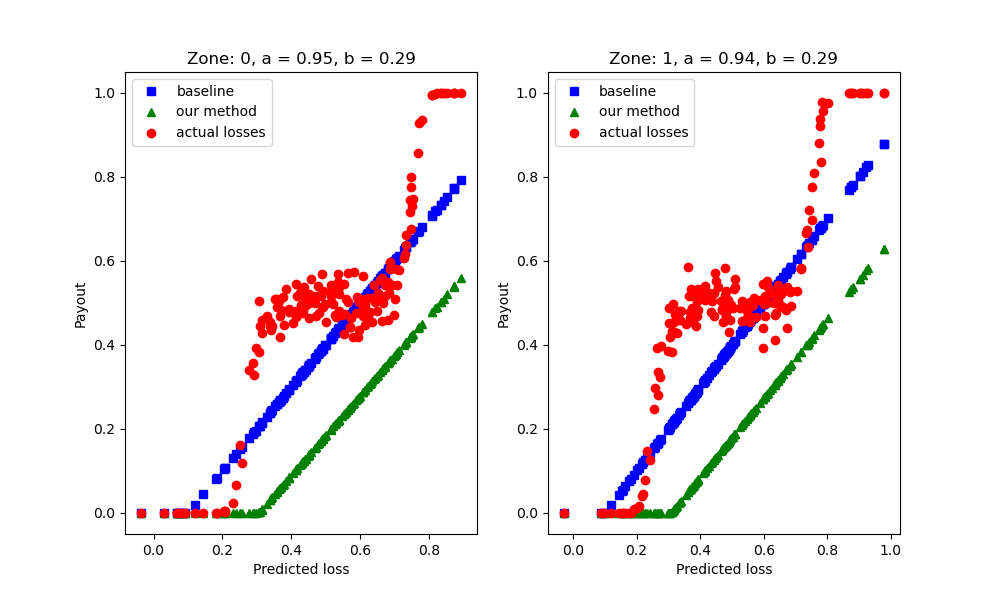 Zone: 0, a = 0.95, b = 0.29
baseline
our method
actual losses
Payout
1.0
0.8
0.6
0.4
0.2
0.0
0.0 0.2 0.4 0.6 0.8
Predicted loss
Zone: 1, a = 0.94, b = 0.29
baseline
our method
actual losses
Payout
1.0
0.8
0.6
0.4
0.2
0.0
0.0 0.2 0.4 0.6 0.8 1.0
Predicted loss